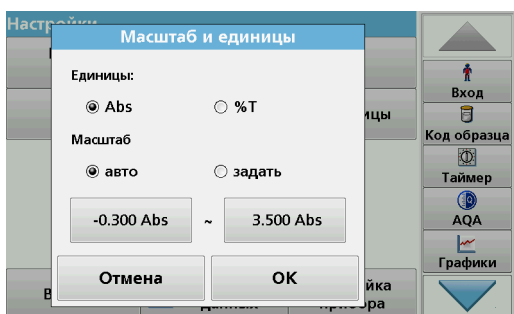 Настройки
Масштаб и единицы
Единицы:
Abs
%T
Масштаб
авто
задать
-0.300 Abs
~
3.500 Abs
Отмена
OK
Вход
Код образца
Таймер
AQA
Графики